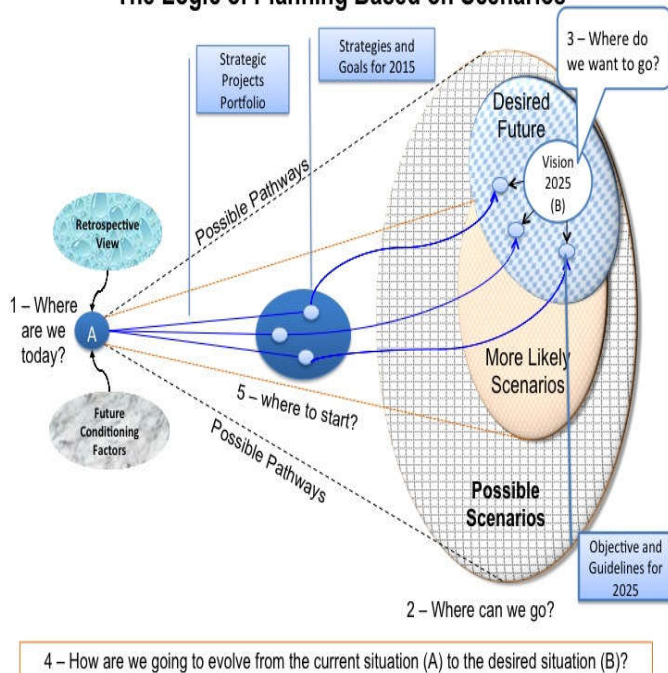 The Logic of Planning Based on Scenarios
3 – Where do
we want to go?
Strategic
Projects
Portfolio
Strategies and
Goals for 2015
Desired
Future
Vision
2025
(B)
Possible Pathways
Retrospective
View
1 – Where
are we
today?
A
Future
Conditioning
Factors
5 – where to start?
Possible Pathways
More Likely
Scenarios
Possible
Scenarios
Objective and
Guidelines for
2025
2 – Where can we go?
4 – How are we going to evolve from the current situation (A) to the desired situation (B)?